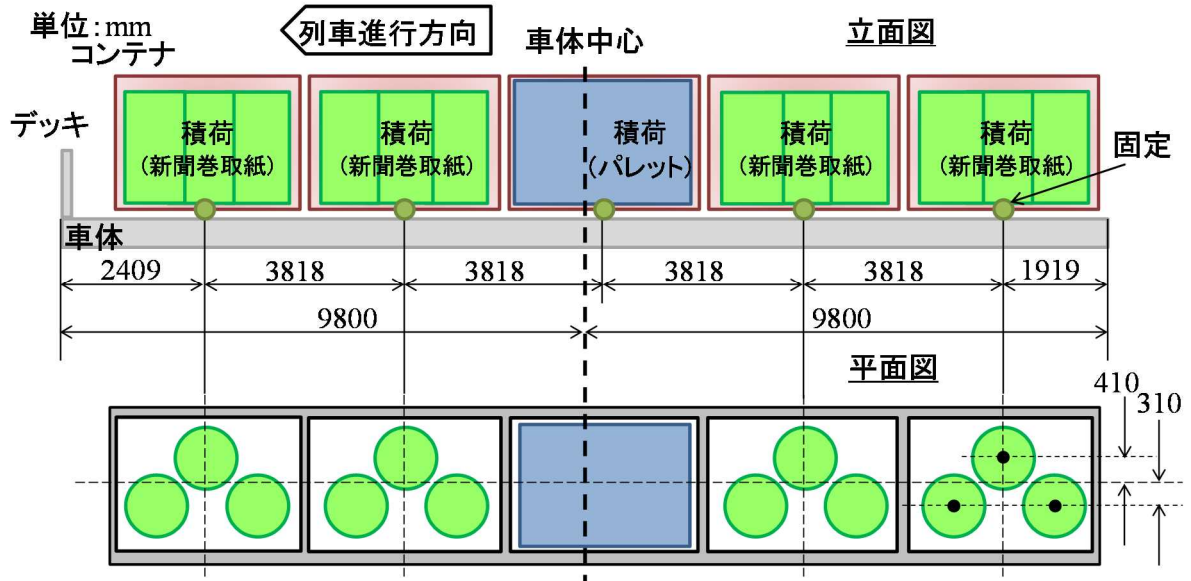 単位:mm
コンテナ
列車進行方向
車体中心
立面図
デッキ
積荷
(新聞巻取紙)
積荷
(新聞巻取紙)
積荷
(パレット)
積荷
(新聞巻取紙)
積荷
(新聞巻取紙)
固定
車体
2409
3818
3818
3818
3818
1919
9800
9800
平面図
410
310